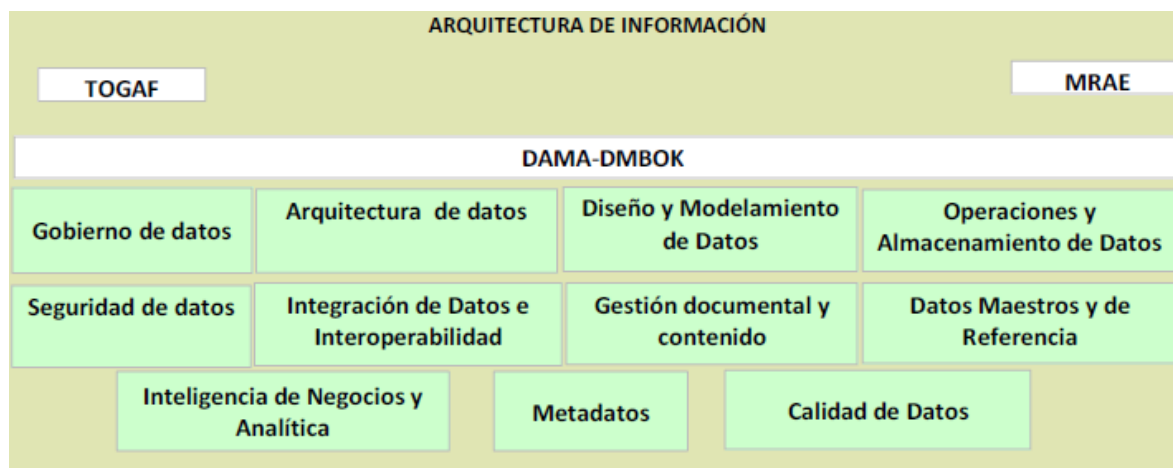 ARQUITECTURA DE INFORMACIÓN
TOGAF
MRAE
DAMA-DMBOK
Gobierno de datos
Arquitectura de datos
Diseño y Modelamiento
de Datos
Operaciones y
Almacenamiento de Datos
Seguridad de datos
Integración de Datos e
Interoperabilidad
Gestión documental y
contenido
Datos Maestros y de
Referencia
Inteligencia de Negocios y
Analítica
Metadatos
Calidad de Datos